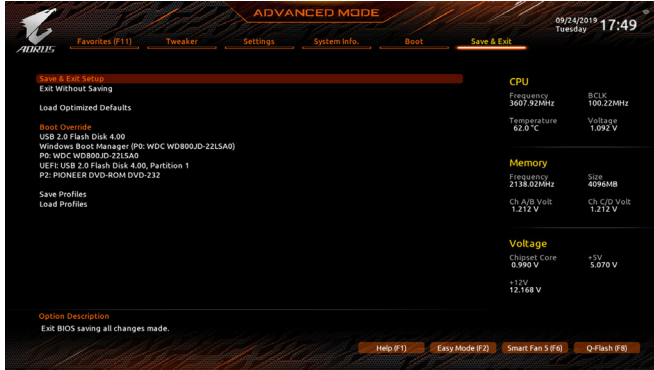 ADVANCED MODE
09/24/2019
Tuesday
17:49
AORUS
Favorites (F11) Tweaker Settings System Info. Boot Save & Exit
Save & Exit Setup
Exit Without Saving
Load Optimized Defaults
Boot Override
USB 2.0 Flash Disk 4.00
Windows Boot Manager (P0: WDC WD800JD-22LSA0)
P0: WDC WD800JD-22LSA0
UEFI: USB 2.0 Flash Disk 4.00, Partition 1
P2: PIONEER DVD-ROM DVD-232
Save Profiles
Load Profiles
CPU
Frequency BCLK
3607.92MHz 100.22MHz
Temperature Voltage
62.0 °C 1.092 V
Memory
Frequency Size
2138.02MHz 4096MB
Ch A/B Volt Ch C/D Volt
1.212 V 1.212 V
Voltage
Chipset Core +5V
0.990 V 5.070 V
+12V
12.168 V
Option Description
Exit BIOS saving all changes made.
Help (F1) Easy Mode (F2) Smart Fan 5 (F6) Q-Flash (F8)